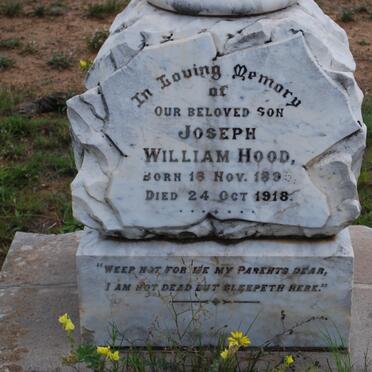 In Loving Memory
of
OUR BELOVED SON
JOSEPH
WILLIAM HOOD,
BORN 18 NOV.
DIED 24 OCT 1918.
"WEEP NOT FOR ME MY PARENTS DEAR,
I AM NOT DEAD BUT SLEEPETH HERE."